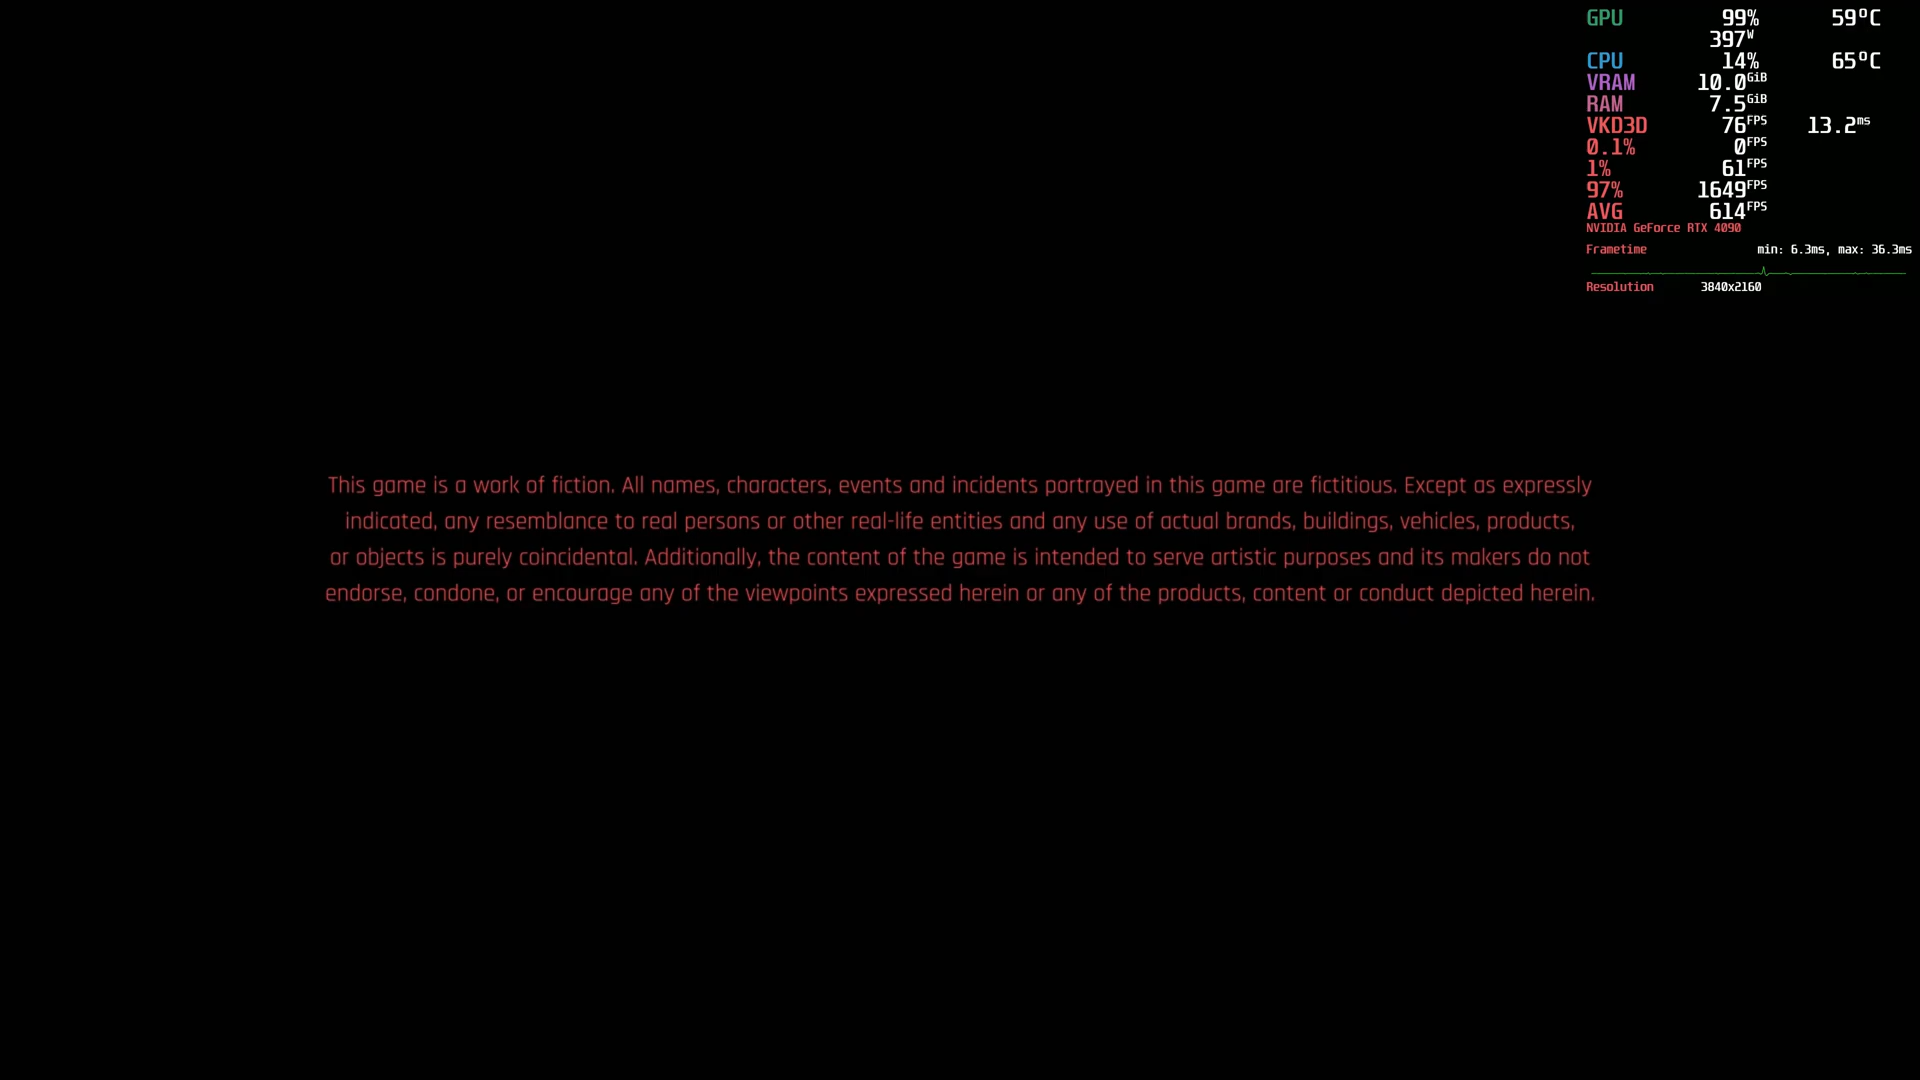 GPU 99% 59°C
397W
CPU 14% 65°C
VRAM 10.0GiB
RAM 7.5GiB
VKD3D 76FPS 13.2ms
0.1% 0FPS
1% 61FPS
97% 1649FPS
AVG 614FPS
NVIDIA GeForce RTX 4090
Frametime min: 6.3ms, max: 36.3ms
Resolution 3840x2160
This game is a work of fiction. All names, characters, events and incidents portrayed in this game are fictitious. Except as expressly
indicated, any resemblance to real persons or other real-life entities and any use of actual brands, buildings, vehicles, products,
or objects is purely coincidental. Additionally, the content of the game is intended to serve artistic purposes and its makers do not
endorse, condone, or encourage any of the viewpoints expressed herein or any of the products, content or conduct depicted herein.